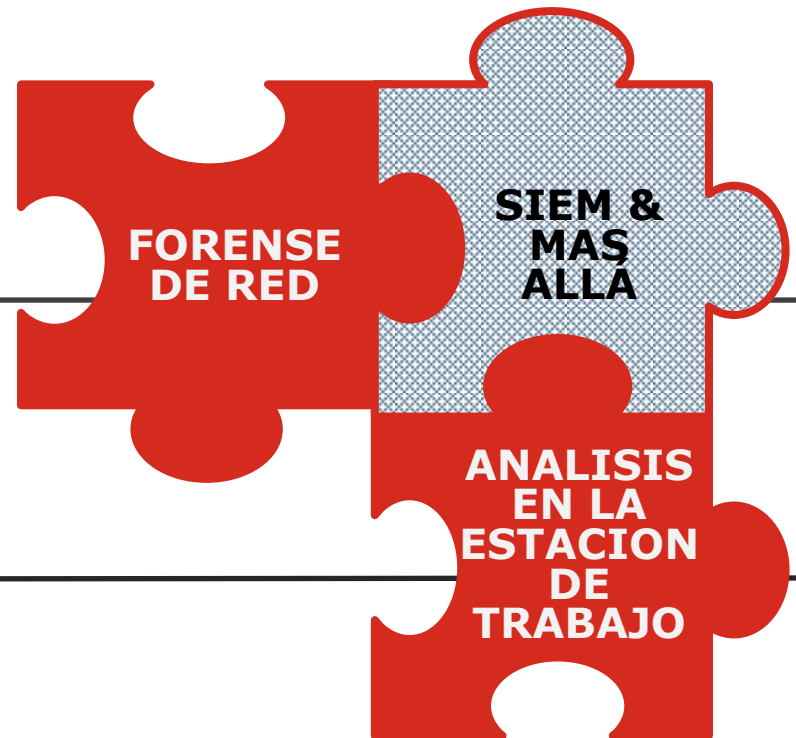 FORENSE
DE RED
SIEM &
MAS
ALLÁ
ANALISIS
EN LA
ESTACION
DE
TRABAJO